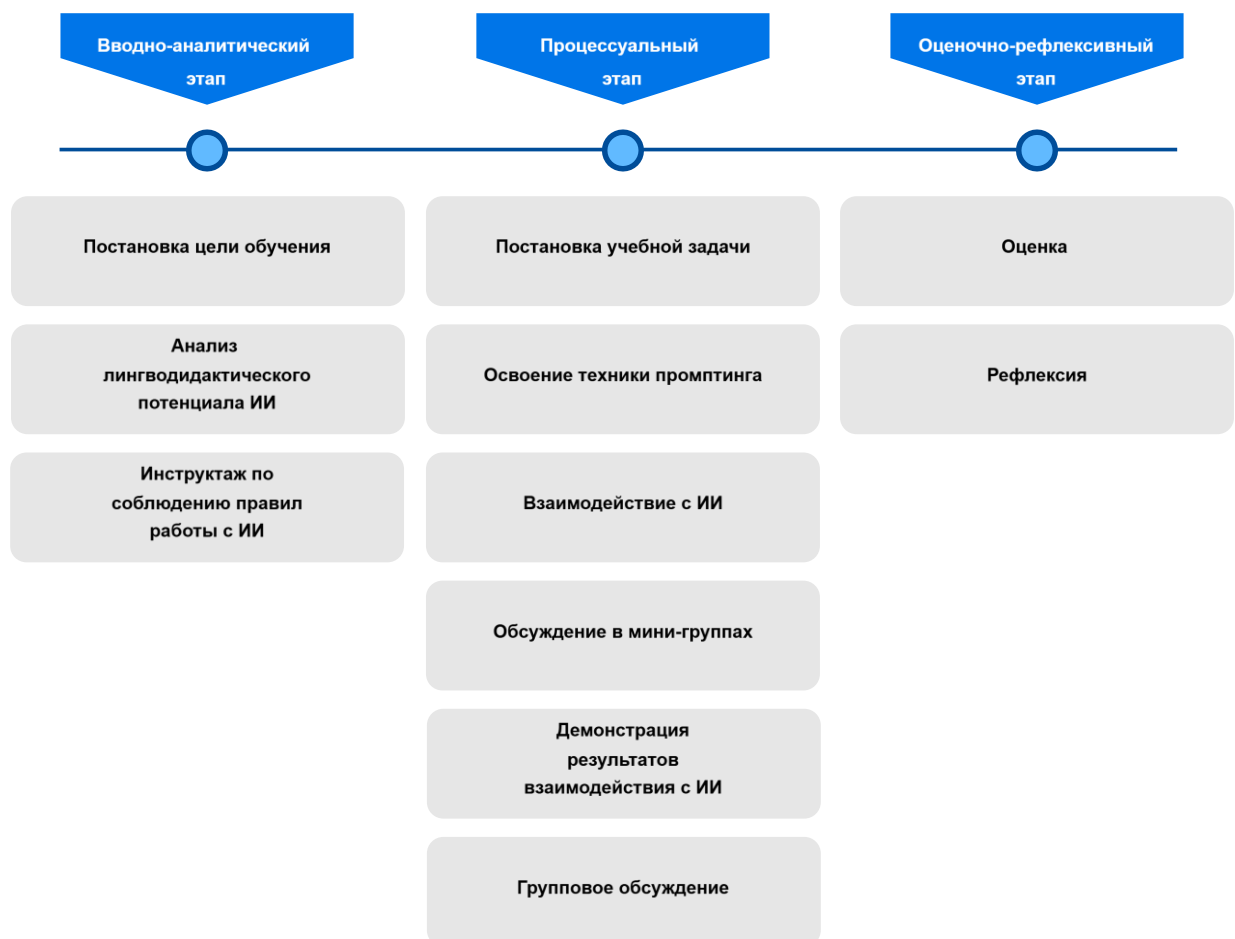 Вводно-аналитический
этап
Процессуальный
этап
Оценочно-рефлексивный
этап
Постановка цели обучения
Анализ
лингводидактического
потенциала ИИ
Инструктаж по
соблюдению правил
работы с ИИ
Постановка учебной задачи
Освоение техники промптинга
Взаимодействие с ИИ
Обсуждение в мини-группах
Демонстрация
результатов
взаимодействия с ИИ
Групповое обсуждение
Оценка
Рефлексия